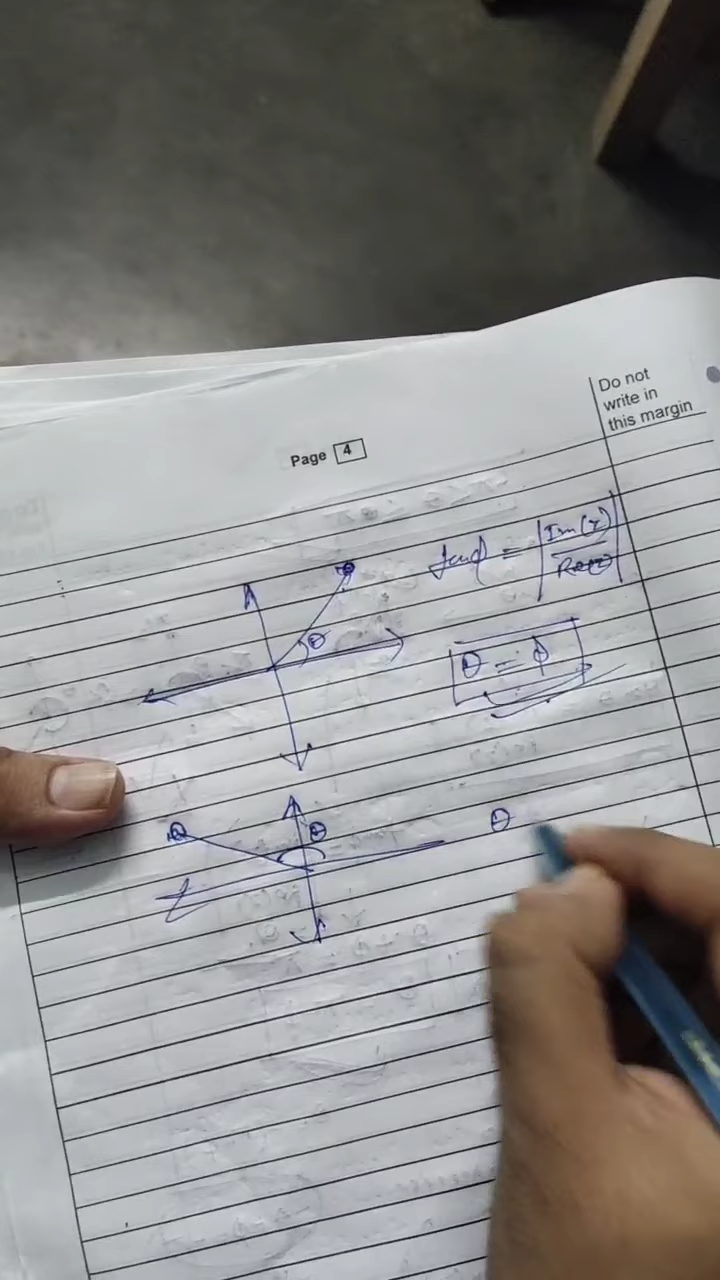 Do not
write in
this margin
Page 4
tanφ = |Im(z)/Re(z)|
θ
θ = φ
θ
θ